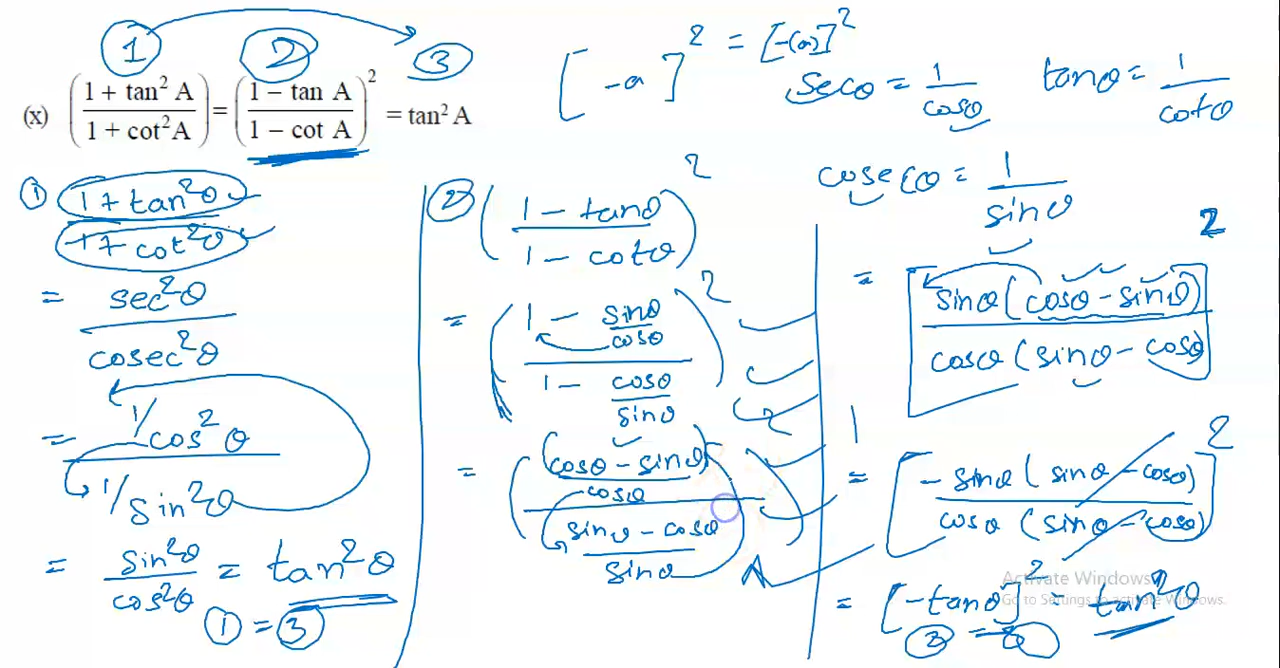 ① ② ③
(x) ((1 + tan² A)/(1 + cot²A)) = ((1 − tan A)/(1 − cot A))² = tan² A
[-a]² = [-(a)]²
secθ = 1/cosθ
tanθ = 1/cotθ
cosecθ = 1/sinθ
① (1+tan²θ)/(1+cot²θ)
= sec²θ/cosec²θ
= (1/cos²θ)/(1/sin²θ)
= sin²θ/cos²θ = tan²θ
① = ③
② ((1 - tanθ)/(1 - cotθ))²
= ((1 - sinθ/cosθ)/(1 - cosθ/sinθ))²
= (((cosθ - sinθ)/cosθ)/((sinθ - cosθ)/sinθ))²
= [sinθ(cosθ - sinθ)/cosθ(sinθ - cosθ)]²
= [-sinθ(sinθ - cosθ)/cosθ(sinθ - cosθ)]²
= [-tanθ]² = tan²θ
Activate Windows
Go to Settings to activate Windows.